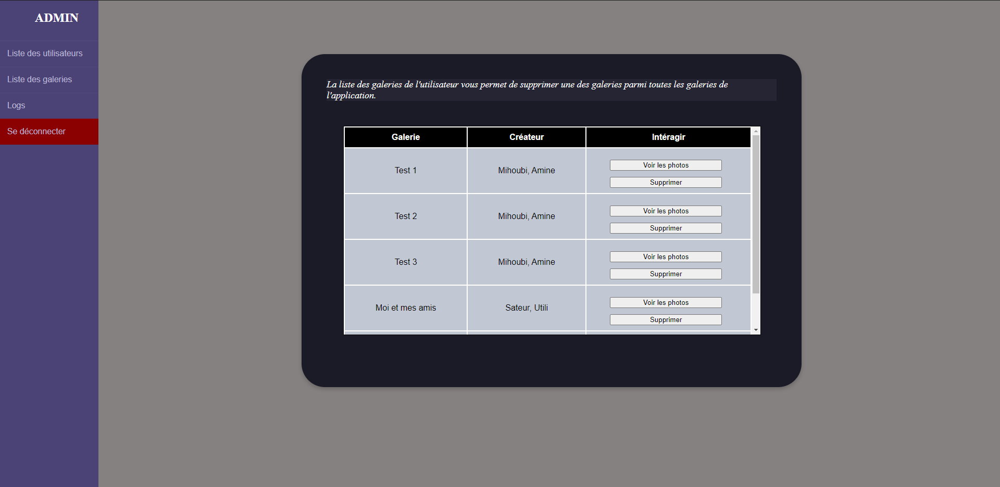 ADMIN
Liste des utilisateurs
Liste des galeries
Logs
Se déconnecter
La liste des galeries de l'utilisateur vous permet de supprimer une des galeries parmi toutes les galeries de
l'application.
Galerie Créateur Intéragir
Test 1 Mihoubi, Amine Voir les photos
Supprimer
Test 2 Mihoubi, Amine Voir les photos
Supprimer
Test 3 Mihoubi, Amine Voir les photos
Supprimer
Moi et mes amis Sateur, Utili Voir les photos
Supprimer